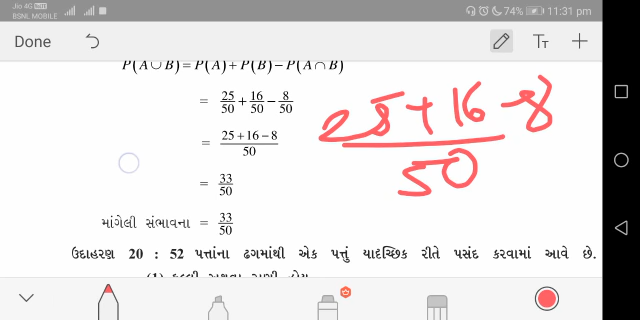 Jio 4G VoLTE 74% 11:31 pm
BSNL MOBILE
Done
P(A∪B) = P(A) + P(B) − P(A∩B)
= 25/50 + 16/50 − 8/50
= 25+16−8/50
= 33/50
માંગેલી સંભાવના = 33/50
25+16-8
50
ઉદાહરણ 20 : 52 પત્તાંના ઢગમાંથી એક પત્તું યાદચ્છિક રીતે પસંદ કરવામાં આવે છે.